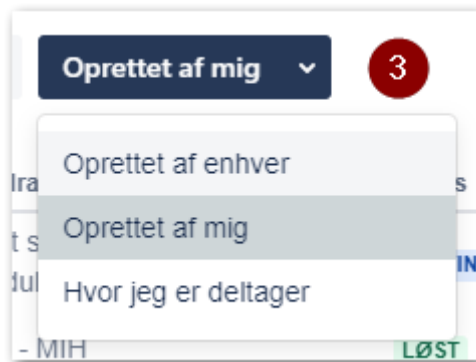 Oprettet af mig
3
Oprettet af enhver
Oprettet af mig
Hvor jeg er deltager
- MIH
LØST